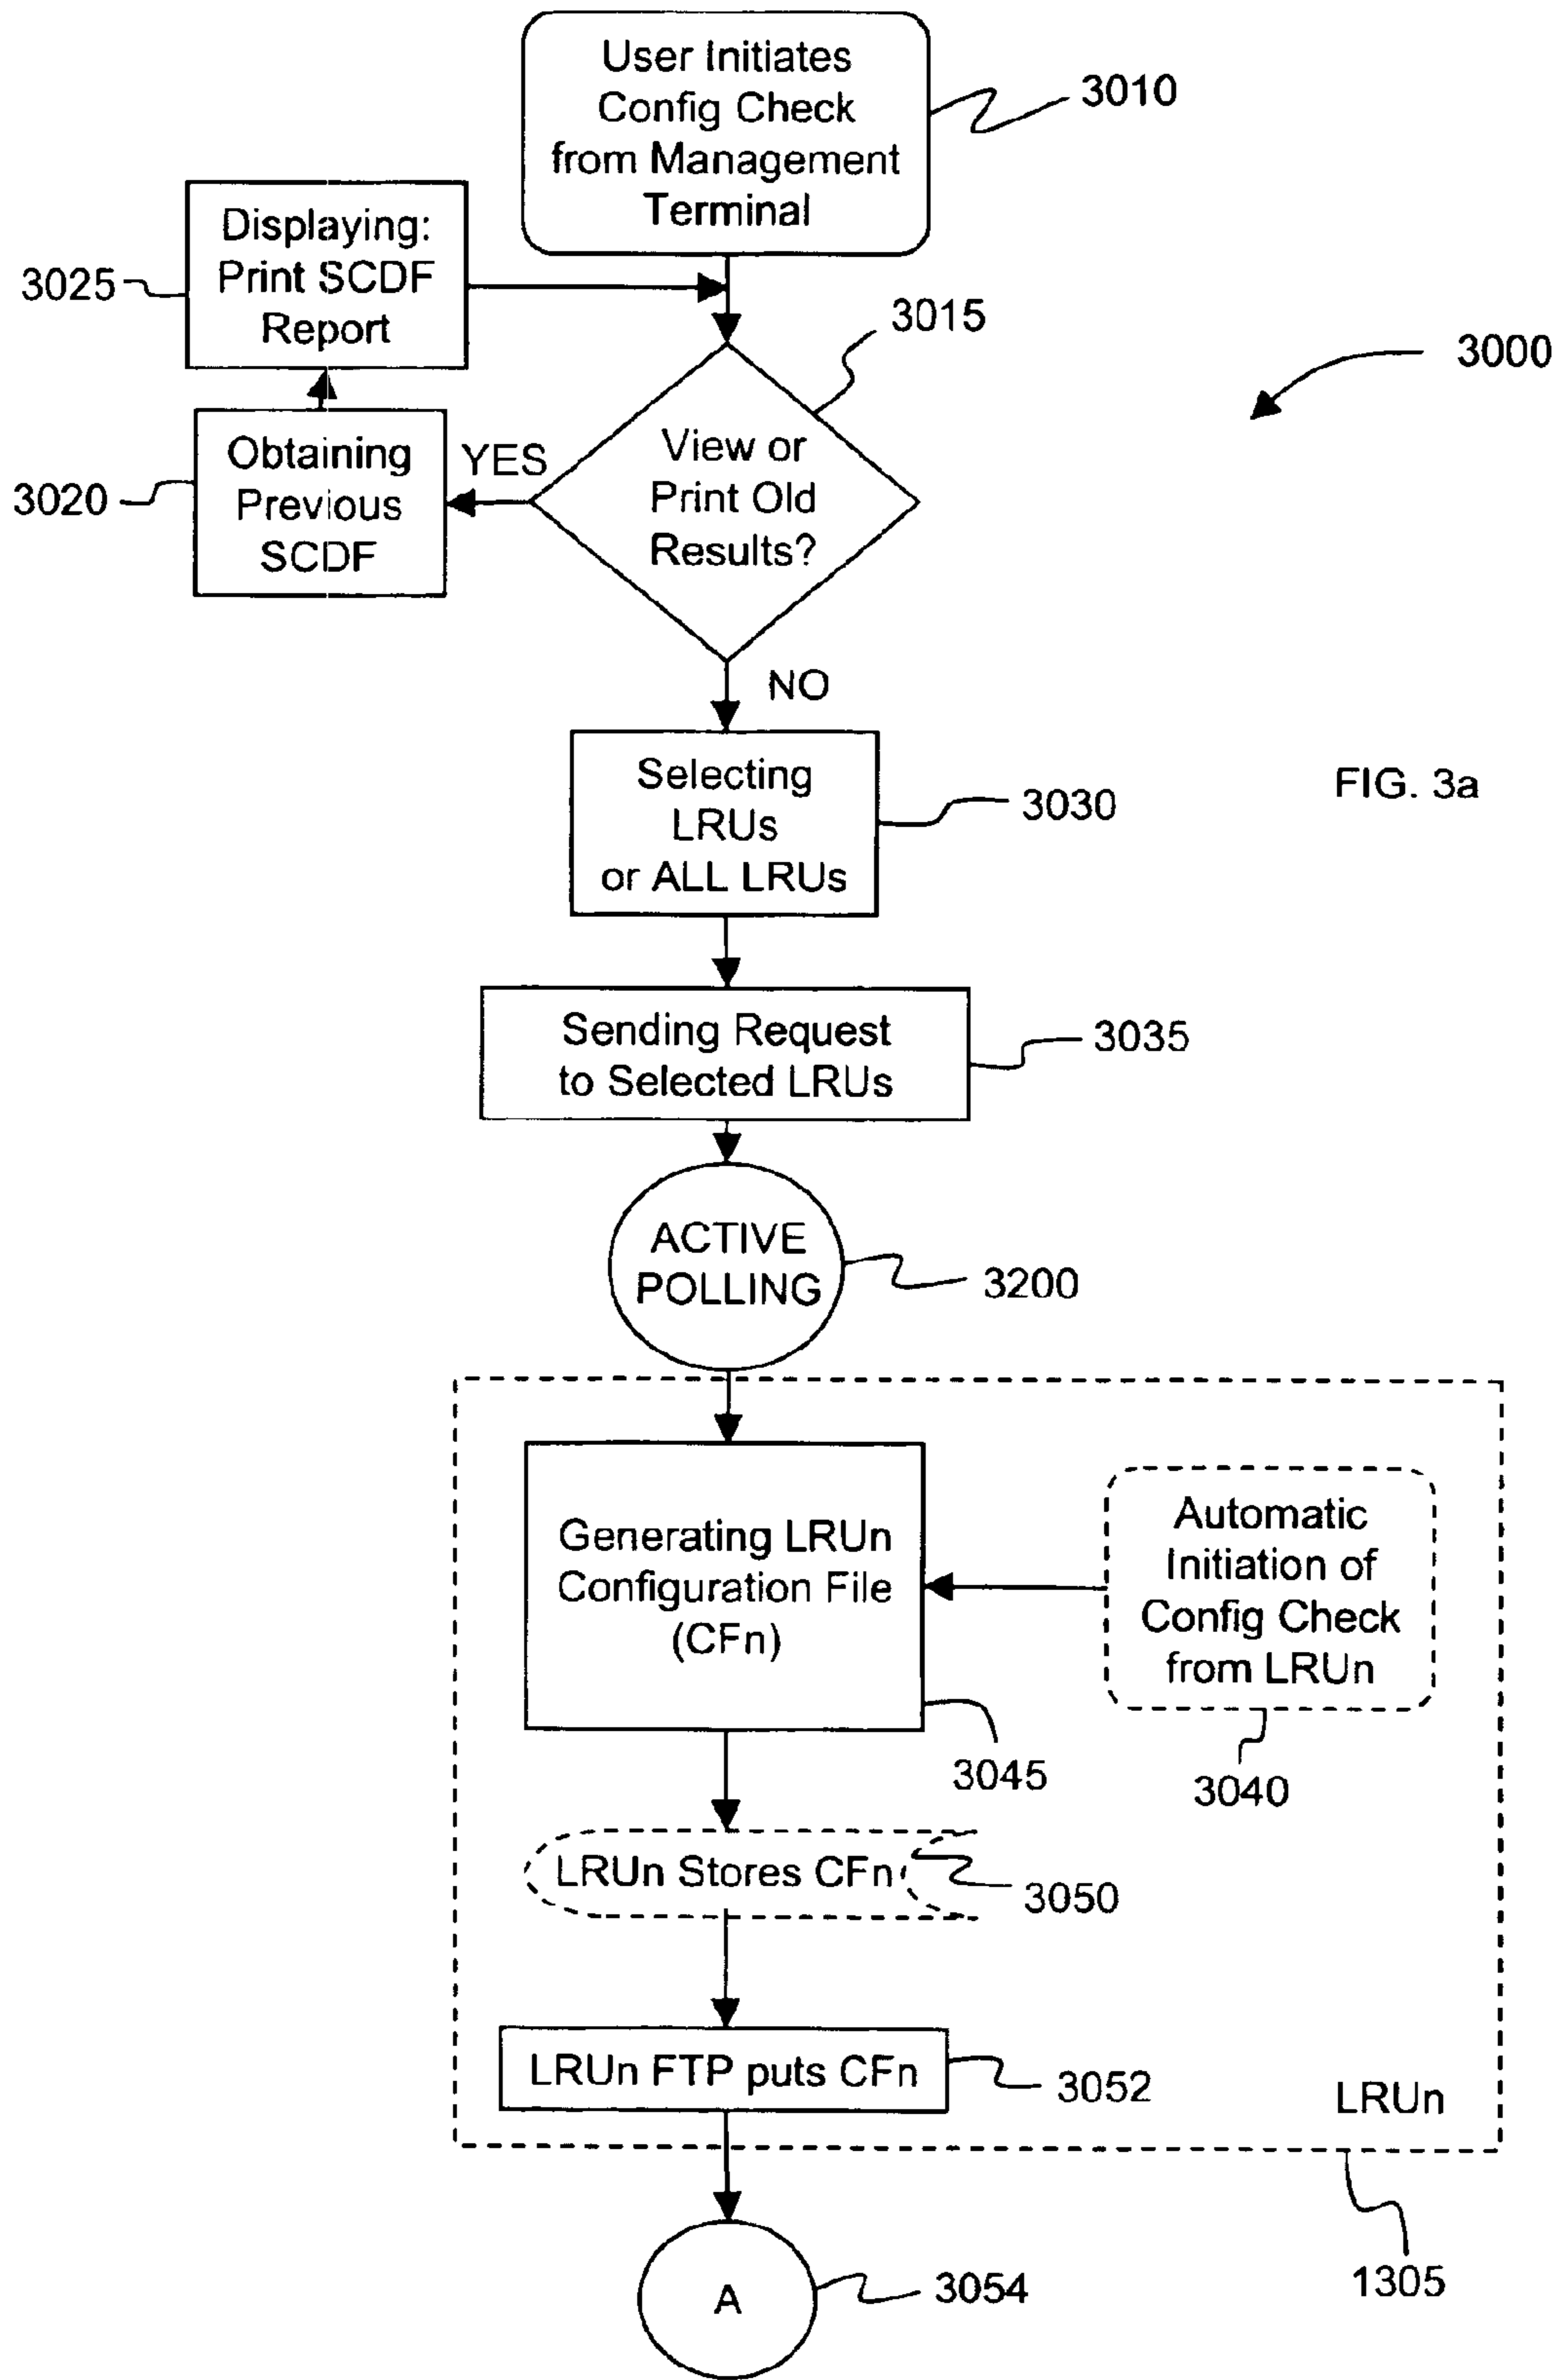 User Initiates
Config Check
from Management
Terminal
3010
Displaying:
Print SCDF
Report
3025
3015
3000
View or
Print Old
Results?
YES
Obtaining
Previous
SCDF
3020
NO
Selecting
LRUs
or ALL LRUs
3030
FIG. 3a
Sending Request
to Selected LRUs
3035
ACTIVE
POLLING
3200
Generating LRUn
Configuration File
(CFn)
3045
Automatic
Initiation of
Config Check
from LRUn
3040
LRUn Stores CFn
3050
LRUn FTP puts CFn
3052
LRUn
1305
A
3054